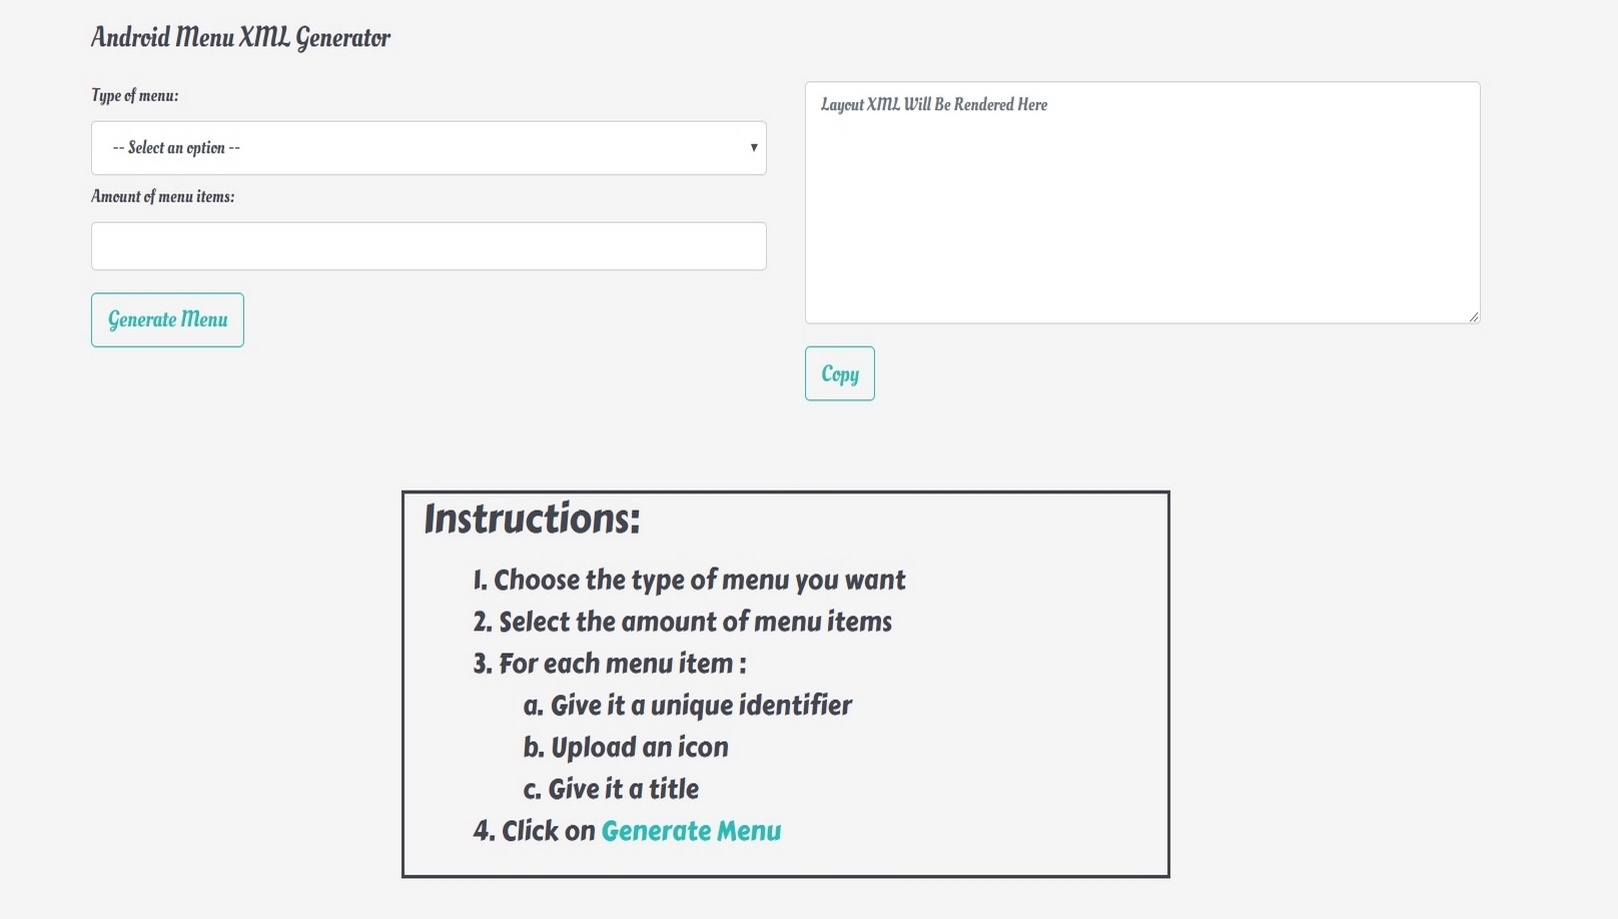 Android Menu XML Generator
Type of menu:
-- Select an option --
Amount of menu items:
Generate Menu
Layout XML Will Be Rendered Here
Copy
Instructions:
1. Choose the type of menu you want
2. Select the amount of menu items
3. For each menu item :
a. Give it a unique identifier
b. Upload an icon
c. Give it a title
4. Click on Generate Menu